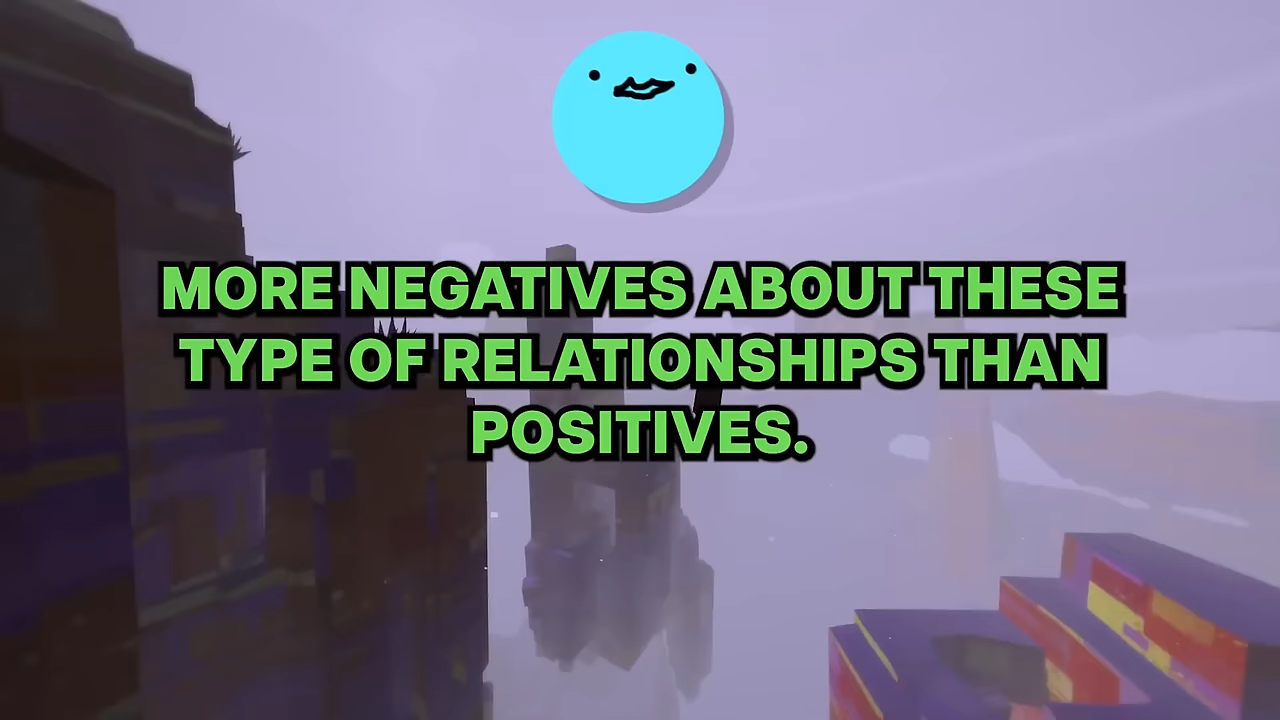 MORE NEGATIVES ABOUT THESE
TYPE OF RELATIONSHIPS THAN
POSITIVES.